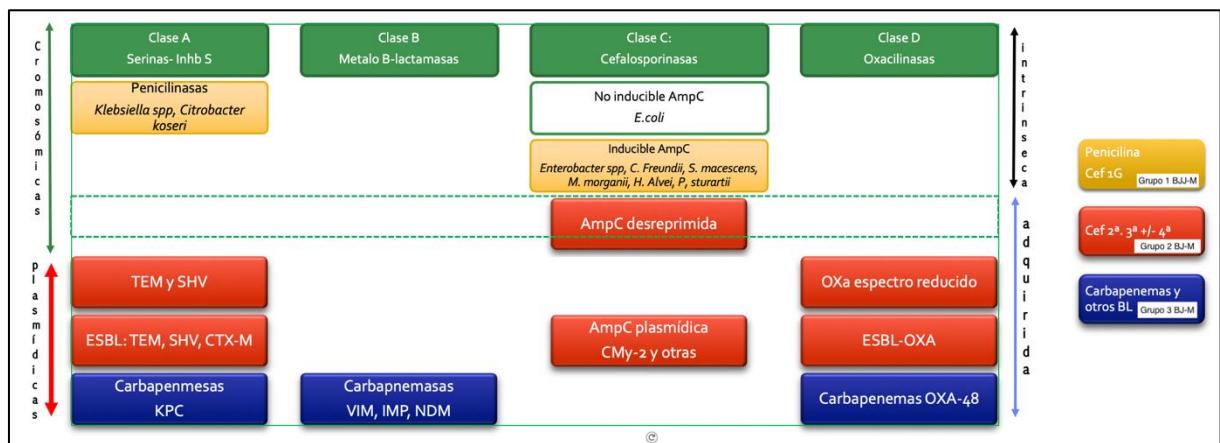 Cromosómicas
plasmídicas
Clase A
Serinas- Inhb S
Clase B
Metalo B-lactamasas
Clase C:
Cefalosporinasas
Clase D
Oxacilinasas
Penicilinasas
Klebsiella spp, Citrobacter
koseri
No inducible AmpC
E.coli
Inducible AmpC
Enterobacter spp, C. Freundii, S. macescens,
M. morganii, H. Alvei, P, sturartii
AmpC desreprimida
TEM y SHV
OXa espectro reducido
ESBL: TEM, SHV, CTX-M
AmpC plasmídica
CMy-2 y otras
ESBL-OXA
Carbapenmesas
KPC
Carbapnemasas
VIM, IMP, NDM
Carbapenemas OXA-48
intrinseca
adquirida
Penicilina
Cef 1G
Grupo 1 BJJ-M
Cef 2ª. 3ª +/- 4ª
Grupo 2 BJ-M
Carbapenemas y
otros BL
Grupo 3 BJ-M